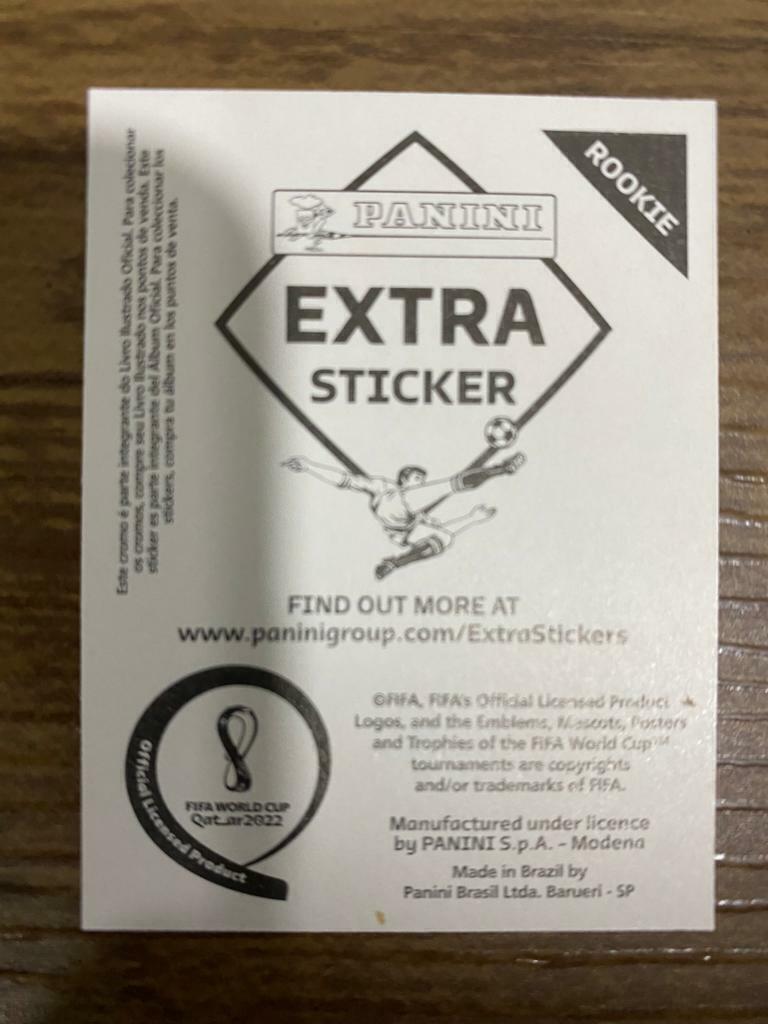 Este cromo é parte integrante do Livro Ilustrado Oficial. Para colecionar
os cromos, compre seu Livro Ilustrado nos pontos de venda. Este
sticker es parte integrante del Álbum Oficial. Para coleccionar los
stickers, compra tu álbum en los puntos de venta.
ROOKIE
PANINI
EXTRA
STICKER
FIND OUT MORE AT
www.paninigroup.com/ExtraStickers
©FIFA, FIFA's Official Licensed Product
Logos, and the Emblems, Mascots, Posters
and Trophies of the FIFA World Cup™
tournaments are copyrights
and/or trademarks of FIFA.
FIFA WORLD CUP
Qatar2022
Official Licensed Product
Manufactured under licence
by PANINI S.p.A. - Modena
Made in Brazil by
Panini Brasil Ltda. Barueri - SP